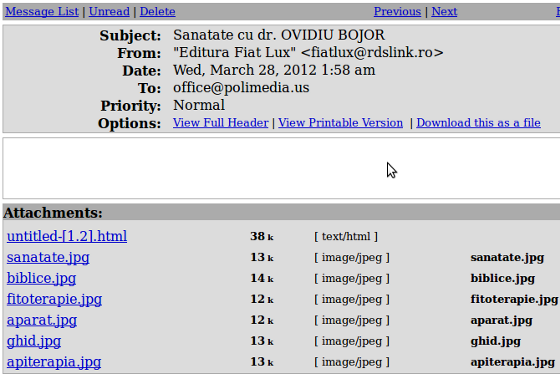 Message List | Unread | Delete Previous | Next
Subject: Sanatate cu dr. OVIDIU BOJOR
From: "Editura Fiat Lux" <fiatlux@rdslink.ro>
Date: Wed, March 28, 2012 1:58 am
To: office@polimedia.us
Priority: Normal
Options: View Full Header | View Printable Version | Download this as a file
Attachments:
untitled-[1.2].html 38 k [ text/html ]
sanatate.jpg 13 k [ image/jpeg ] sanatate.jpg
biblice.jpg 14 k [ image/jpeg ] biblice.jpg
fitoterapie.jpg 12 k [ image/jpeg ] fitoterapie.jpg
aparat.jpg 12 k [ image/jpeg ] aparat.jpg
ghid.jpg 13 k [ image/jpeg ] ghid.jpg
apiterapia.jpg 13 k [ image/jpeg ] apiterapia.jpg